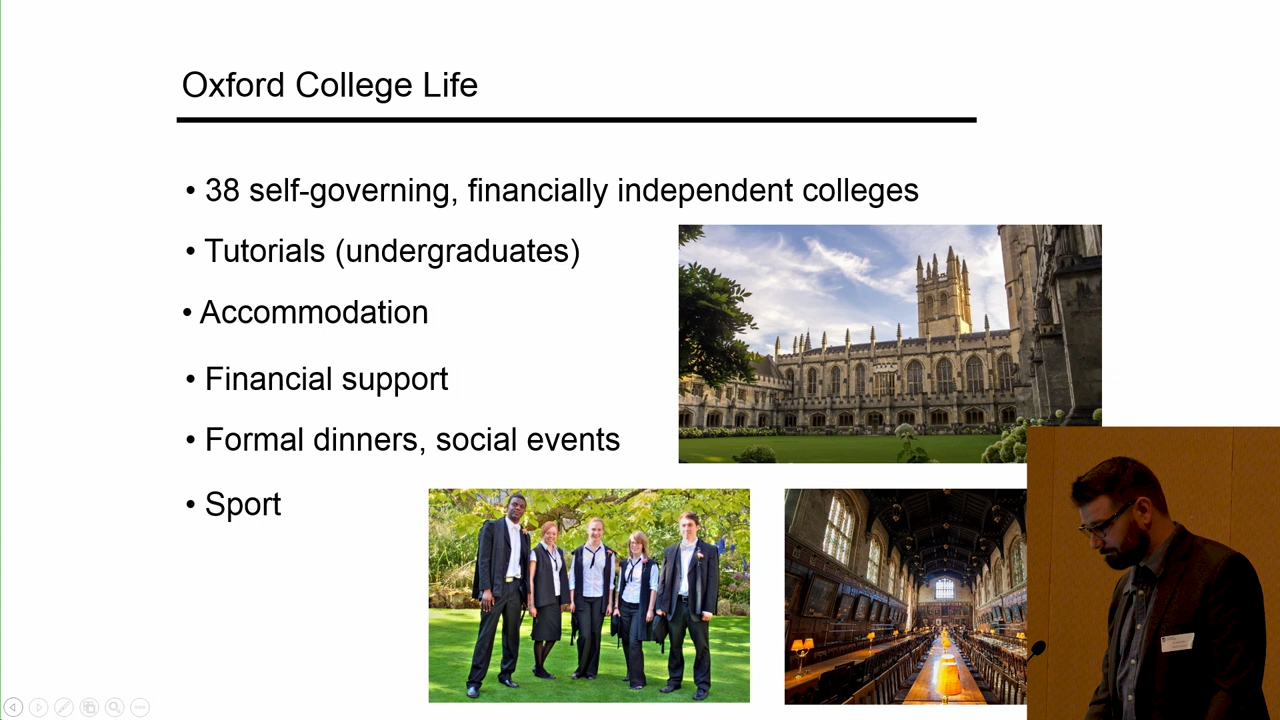 Oxford College Life
• 38 self-governing, financially independent colleges
• Tutorials (undergraduates)
• Accommodation
• Financial support
• Formal dinners, social events
• Sport